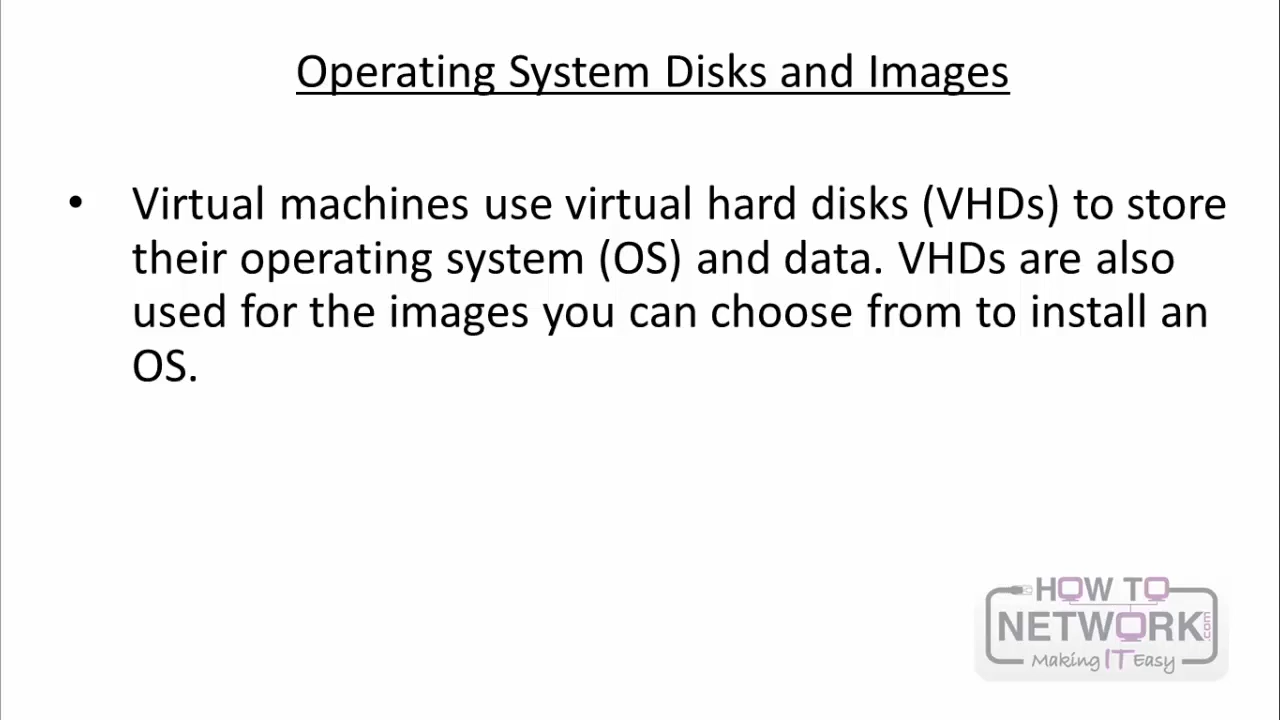 Operating System Disks and Images
• Virtual machines use virtual hard disks (VHDs) to store
their operating system (OS) and data. VHDs are also
used for the images you can choose from to install an
OS.
HOW TO
NETWORK.com
Making IT Easy